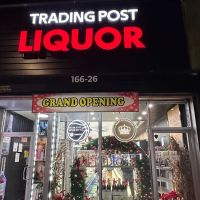 TRADING POST
LIQUOR
166-26
GRAND OPENING